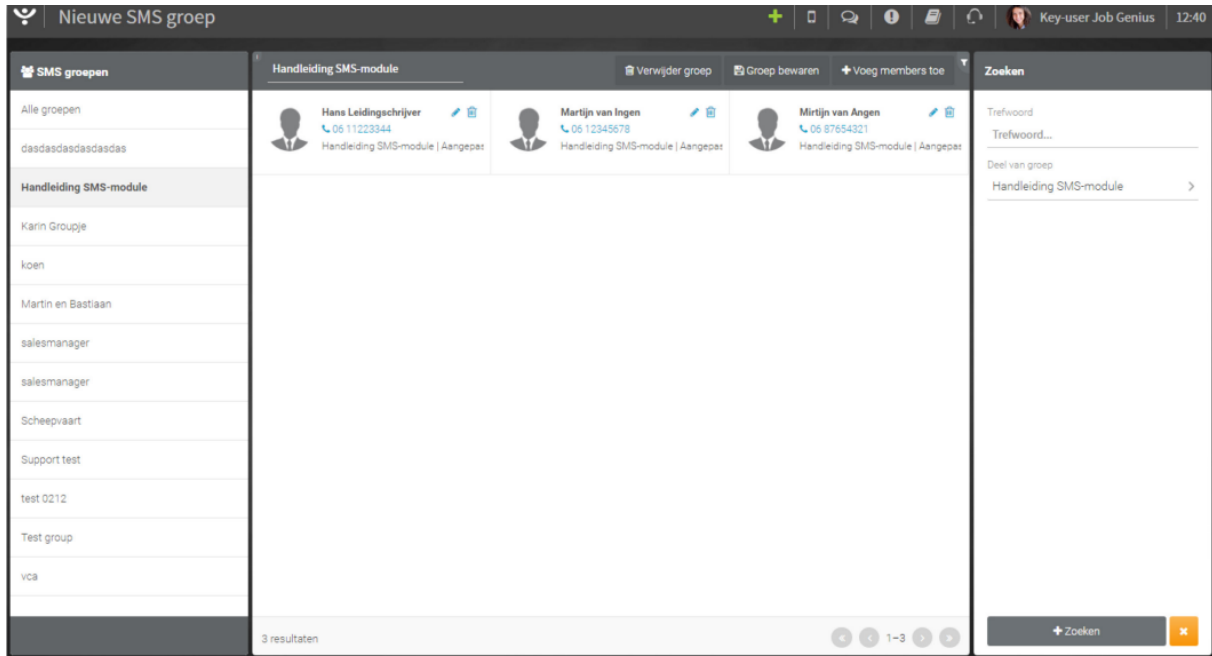 Nieuwe SMS groep
Key-user Job Genius
12:40
SMS groepen
Alle groepen
dasdasdasdasdasdas
Handleiding SMS-module
Karin Groupje
koen
Martin en Bastiaan
salesmanager
salesmanager
Scheepvaart
Support test
test 0212
Test group
vca
Handleiding SMS-module
Verwijder groep
Groep bewaren
Voeg members toe
Hans Leidingschrijver
06 11223344
Handleiding SMS-module | Aangepas
Martijn van Ingen
06 12345678
Handleiding SMS-module | Aangepas
Mirtijn van Angen
06 87654321
Handleiding SMS-module | Aangepas
3 resultaten
1-3
Zoeken
Trefwoord
Trefwoord...
Deel van groep
Handleiding SMS-module
Zoeken